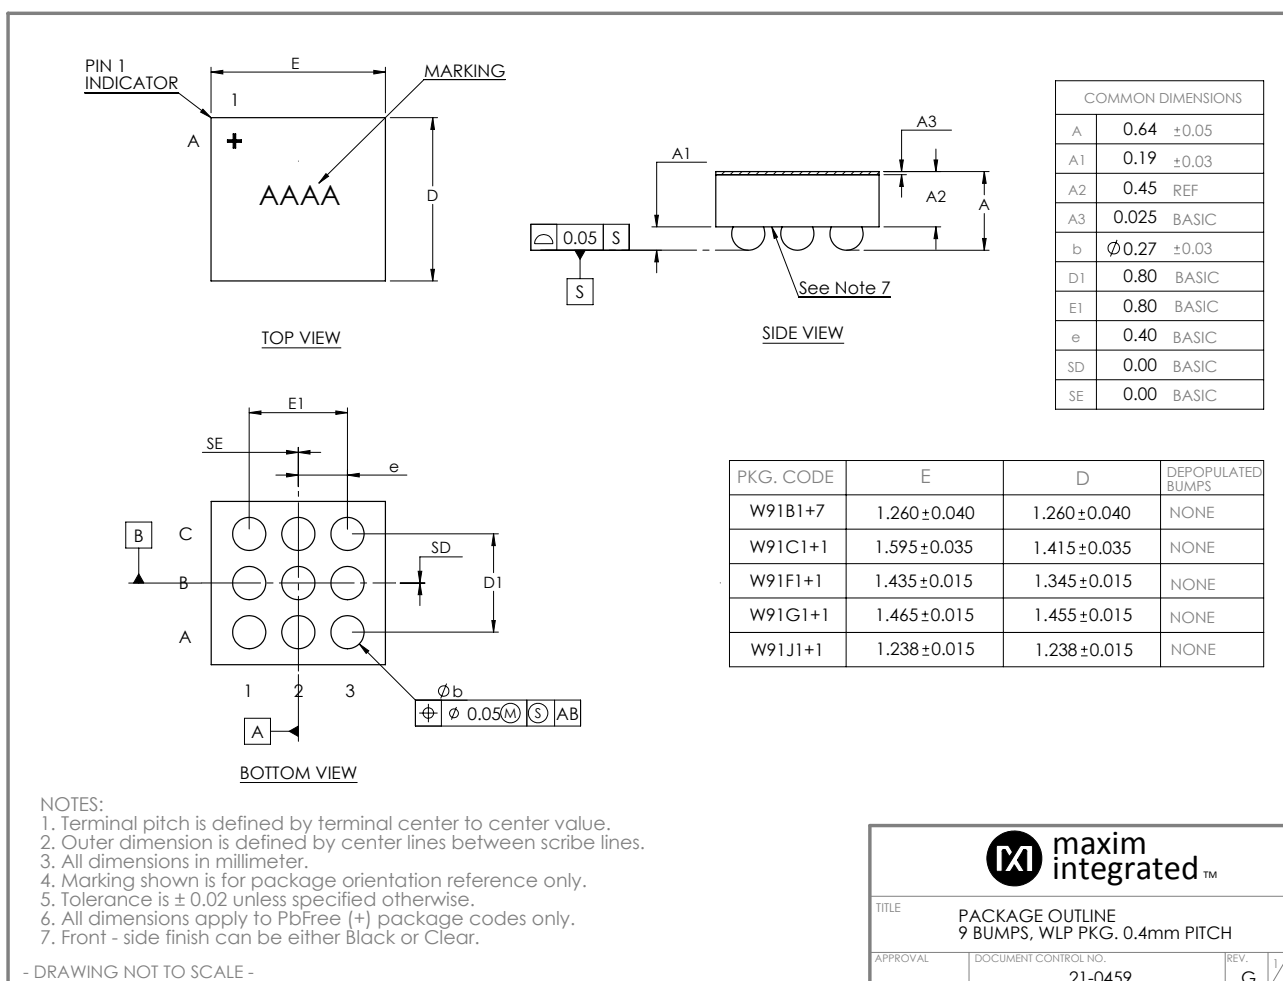 PIN 1
INDICATOR
E
MARKING
1
A
AAAA
D
TOP VIEW
A1
A3
A2
A
0.05 S
S
See Note 7
SIDE VIEW
COMMON DIMENSIONS
A 0.64 ±0.05
A1 0.19 ±0.03
A2 0.45 REF
A3 0.025 BASIC
b Ø0.27 ±0.03
D1 0.80 BASIC
E1 0.80 BASIC
e 0.40 BASIC
SD 0.00 BASIC
SE 0.00 BASIC
E1
SE
e
B
C
B
A
SD
D1
1 2 3
Øb
⌖ Ø 0.05Ⓜ Ⓢ AB
A
BOTTOM VIEW
PKG. CODE E D DEPOPULATED BUMPS
W91B1+7 1.260±0.040 1.260±0.040 NONE
W91C1+1 1.595±0.035 1.415±0.035 NONE
W91F1+1 1.435±0.015 1.345±0.015 NONE
W91G1+1 1.465±0.015 1.455±0.015 NONE
W91J1+1 1.238±0.015 1.238±0.015 NONE
NOTES:
1. Terminal pitch is defined by terminal center to center value.
2. Outer dimension is defined by center lines between scribe lines.
3. All dimensions in millimeter.
4. Marking shown is for package orientation reference only.
5. Tolerance is ± 0.02 unless specified otherwise.
6. All dimensions apply to PbFree (+) package codes only.
7. Front - side finish can be either Black or Clear.
- DRAWING NOT TO SCALE -
maxim
integrated™
TITLE
PACKAGE OUTLINE
9 BUMPS, WLP PKG. 0.4mm PITCH
APPROVAL
DOCUMENT CONTROL NO.
21-0459
REV.
G
1/